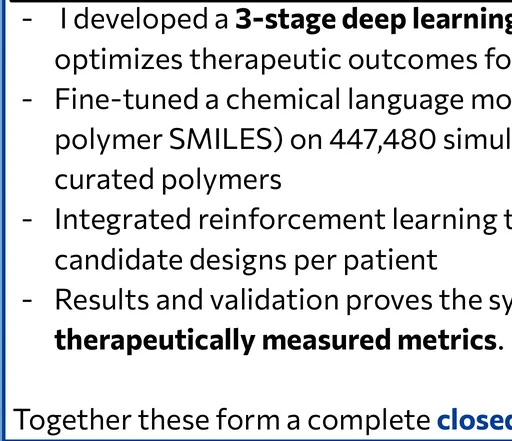 - I developed a 3-stage deep learning
optimizes therapeutic outcomes fo
- Fine-tuned a chemical language mo
polymer SMILES) on 447,480 simul
curated polymers
- Integrated reinforcement learning t
candidate designs per patient
- Results and validation proves the sy
therapeutically measured metrics.
Together these form a complete closed